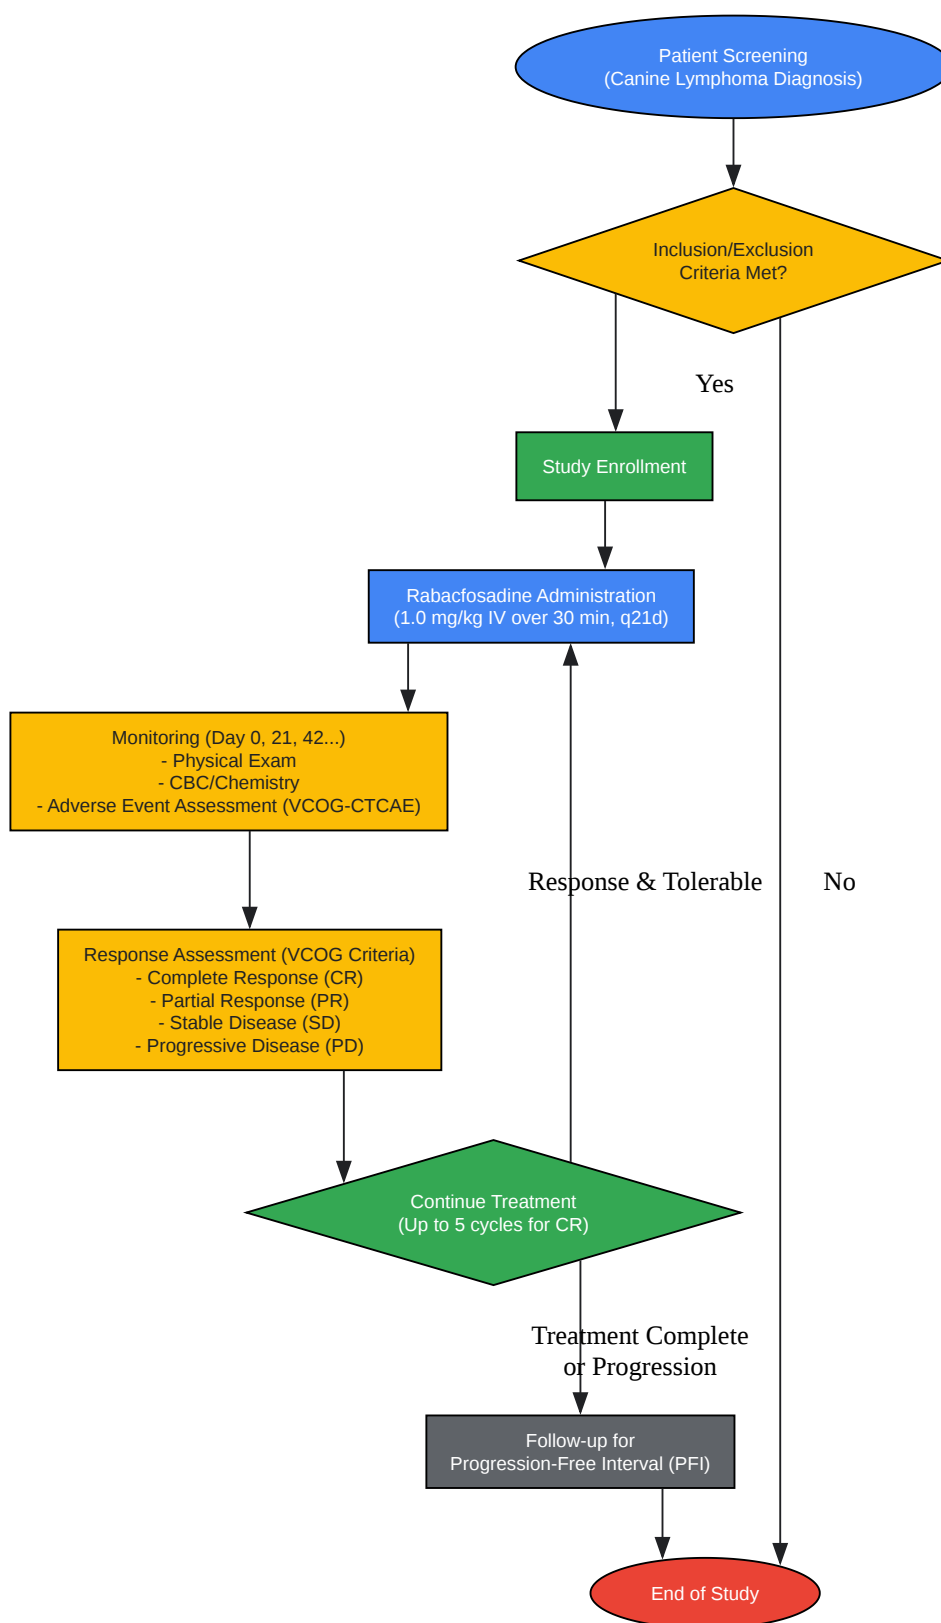 Patient Screening
(Canine Lymphoma Diagnosis)
Inclusion/Exclusion
Criteria Met?
Yes
Study Enrollment
Rabacfosadine Administration
(1.0 mg/kg IV over 30 min, q21d)
Monitoring (Day 0, 21, 42...)
- Physical Exam
- CBC/Chemistry
- Adverse Event Assessment (VCOG-CTCAE)
Response & Tolerable
No
Response Assessment (VCOG Criteria)
- Complete Response (CR)
- Partial Response (PR)
- Stable Disease (SD)
- Progressive Disease (PD)
Continue Treatment
(Up to 5 cycles for CR)
Treatment Complete
or Progression
Follow-up for
Progression-Free Interval (PFI)
End of Study